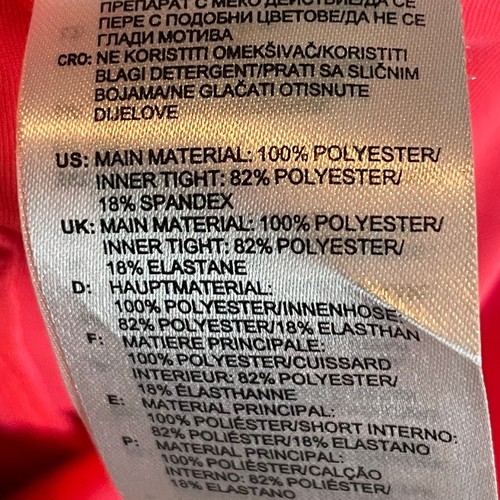 ПРЕПАРАТ С МЕКО ДЕЙСТВИЕ/ДА СЕ
ПЕРЕ С ПОДОБНИ ЦВЕТОВЕ/ДА НЕ СЕ
ГЛАДИ МОТИВА
CRO: NE KORISTITI OMEKŠIVAČ/KORISTITI
BLAGI DETERGENT/PRATI SA SLIČNIM
BOJAMA/NE GLAČATI OTISNUTE
DIJELOVE
US: MAIN MATERIAL: 100% POLYESTER/
INNER TIGHT: 82% POLYESTER/
18% SPANDEX
UK: MAIN MATERIAL: 100% POLYESTER/
INNER TIGHT: 82% POLYESTER/
18% ELASTANE
D: HAUPTMATERIAL:
100% POLYESTER/INNENHOSE:
82% POLYESTER/18% ELASTHAN
F: MATIERE PRINCIPALE:
100% POLYESTER/CUISSARD
INTERIEUR: 82% POLYESTER/
18% ÉLASTHANNE
E: MATERIAL PRINCIPAL:
100% POLIÉSTER/SHORT INTERNO:
82% POLIÉSTER/18% ELASTANO
P: MATERIAL PRINCIPAL:
100% POLIÉSTER/CALÇÃO
INTERNO: 82% POLIÉSTER/
18% ELASTANO